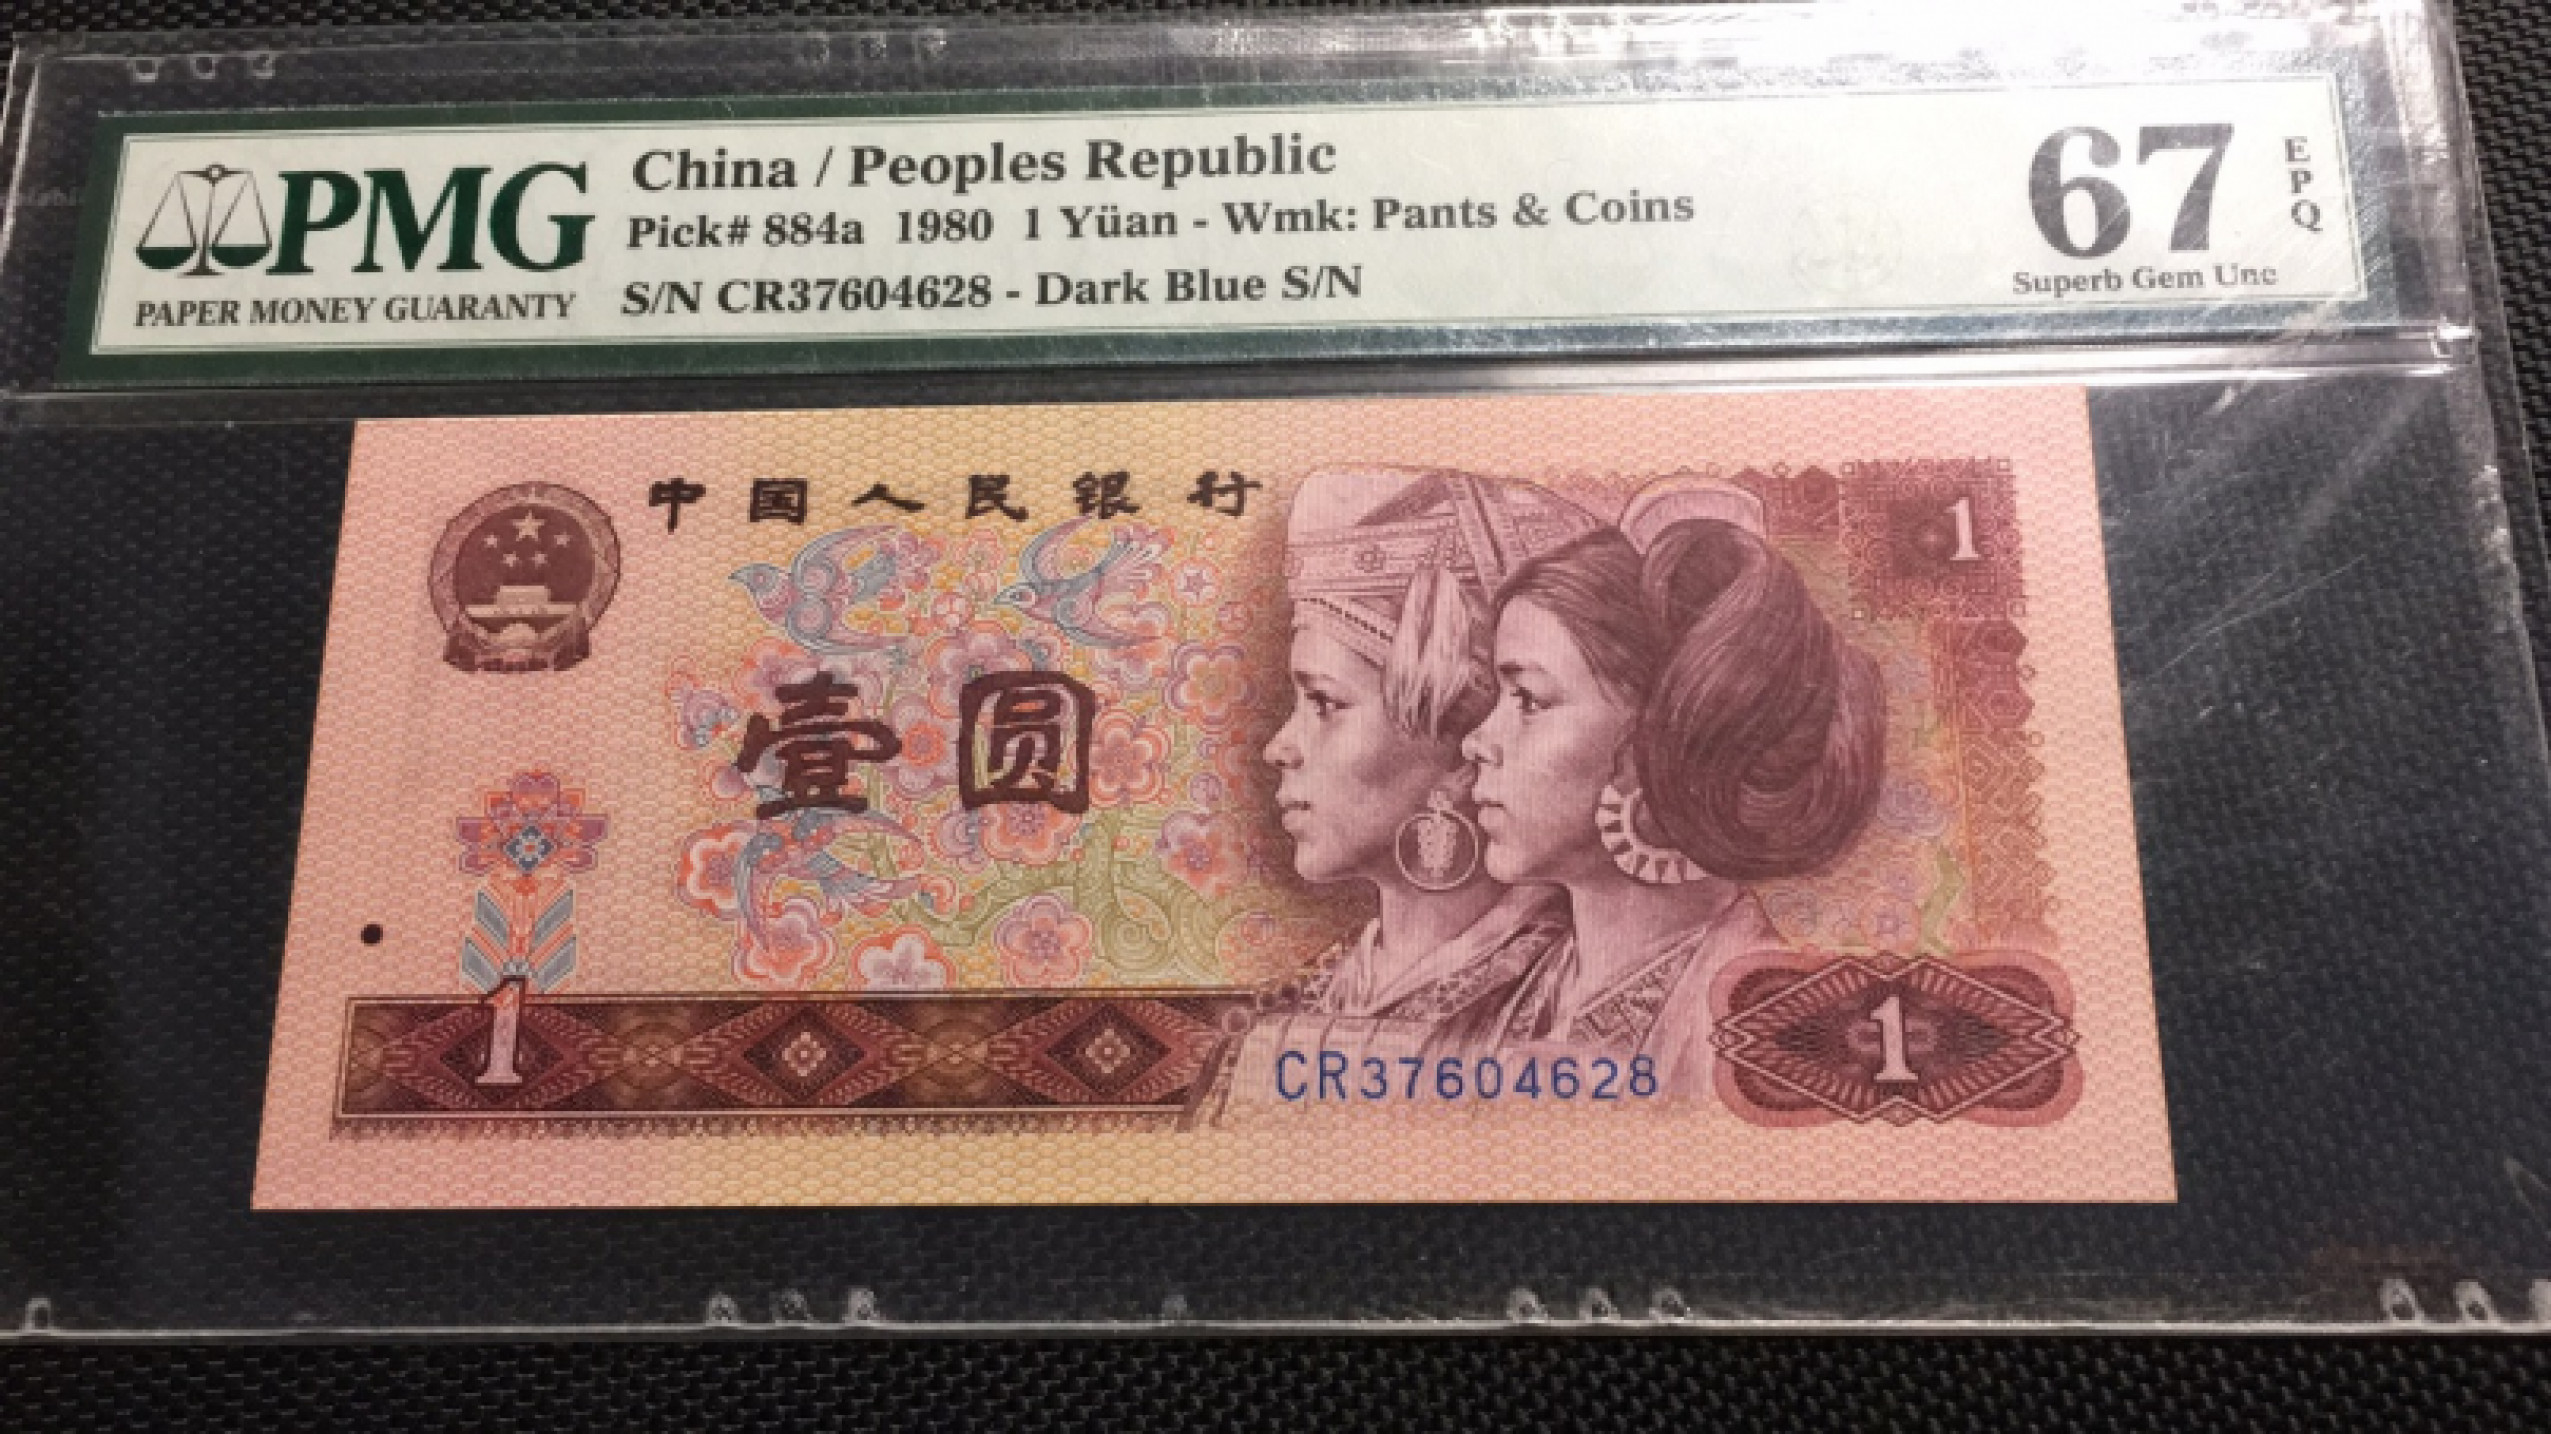 PMG
PAPER MONEY GUARANTY
China / Peoples Republic
Pick# 884a 1980 1 Yüan - Wmk: Pants & Coins
S/N CR37604628 - Dark Blue S/N
67
EPQ
Superb Gem Unc
中国人民银行
1
壹圆
1
1
CR37604628